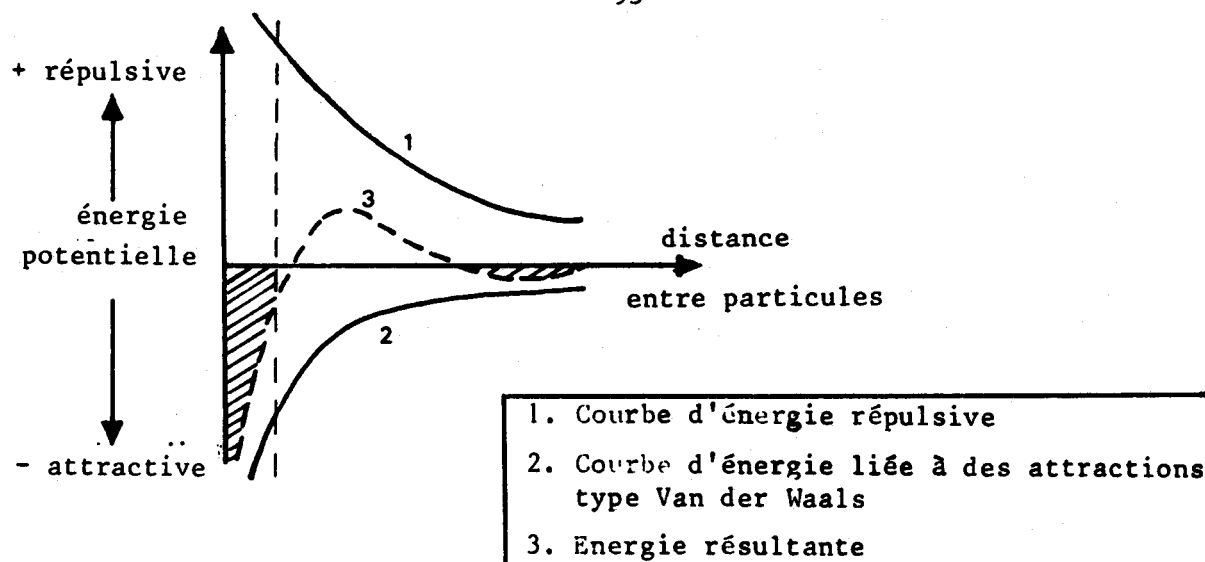 + répulsive
énergie
potentielle
- attractive
1
3
2
distance
entre particules
1. Courbe d'énergie répulsive
2. Courbe d'énergie liée à des attractions
type Van der Waals
3. Energie résultante